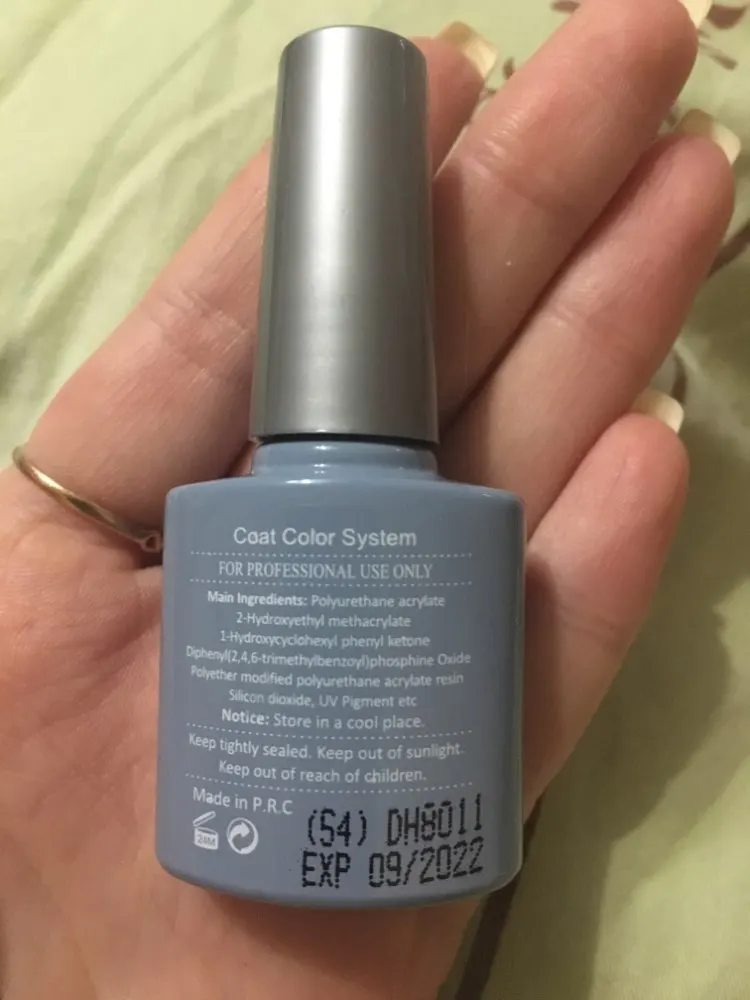 Coat Color System
FOR PROFESSIONAL USE ONLY
Main Ingredients: Polyurethane acrylate
2-Hydroxyethyl methacrylate
1-Hydroxycyclohexyl phenyl ketone
Diphenyl(2,4,6-trimethylbenzoyl)phosphine Oxide
Polyether modified polyurethane acrylate resin
Silicon dioxide, UV Pigment etc
Notice: Store in a cool place.
Keep tightly sealed. Keep out of sunlight.
Keep out of reach of children.
Made in P.R.C
24M
(54) DH8011
EXP 09/2022